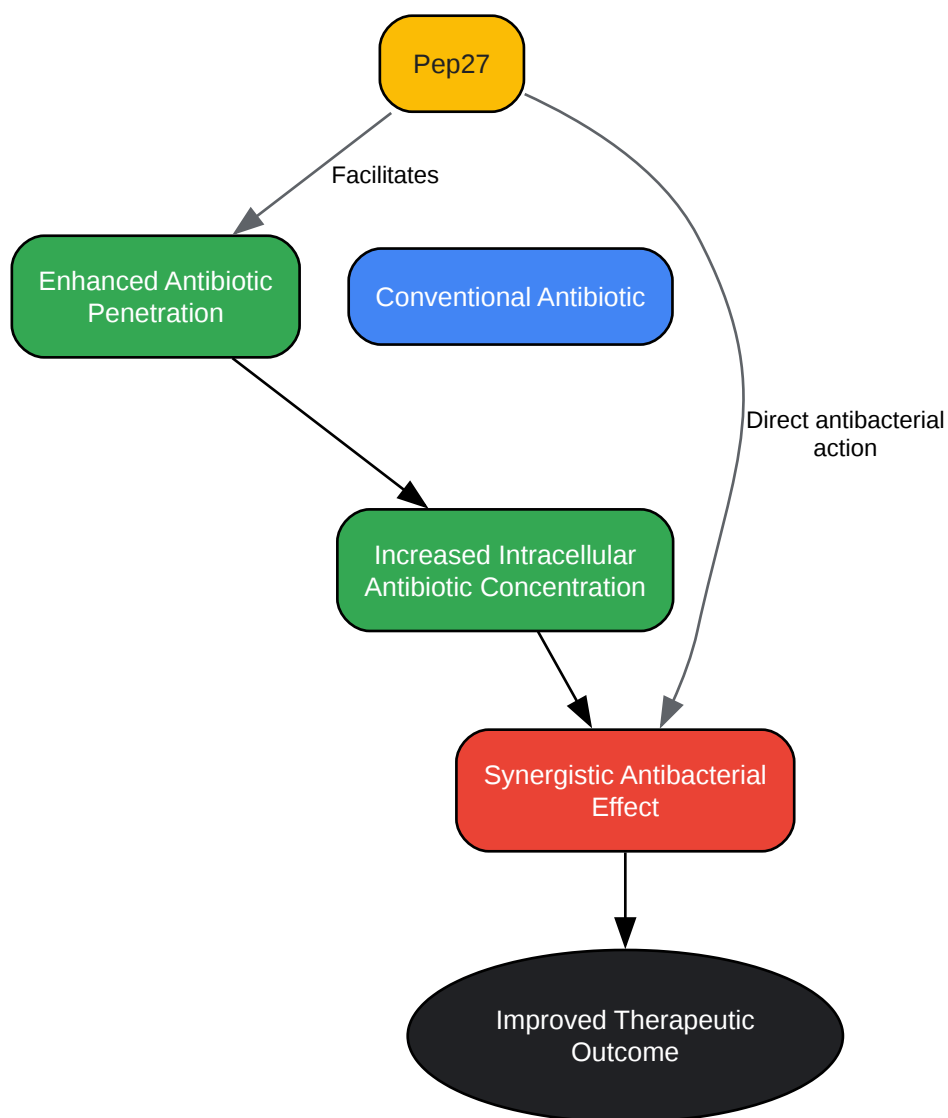 Pep27
Facilitates
Enhanced Antibiotic
Penetration
Conventional Antibiotic
Direct antibacterial
action
Increased Intracellular
Antibiotic Concentration
Synergistic Antibacterial
Effect
Improved Therapeutic
Outcome